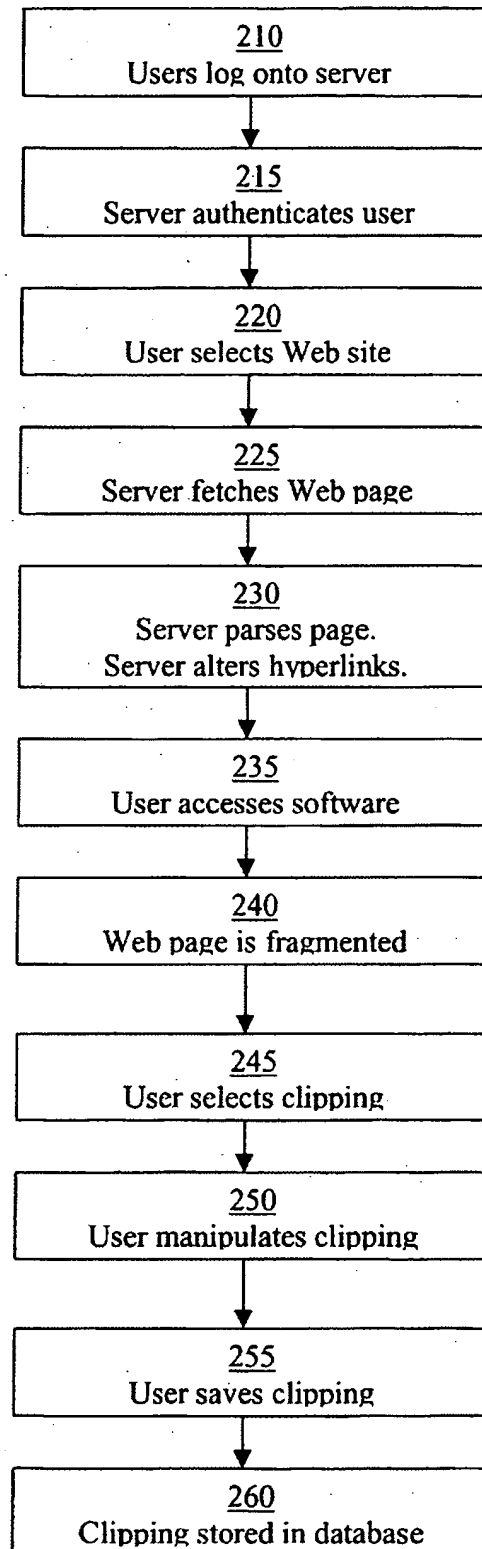 210
Users log onto server
215
Server authenticates user
220
User selects Web site
225
Server fetches Web page
230
Server parses page.
Server alters hyperlinks.
235
User accesses software
240
Web page is fragmented
245
User selects clipping
250
User manipulates clipping
255
User saves clipping
260
Clipping stored in database